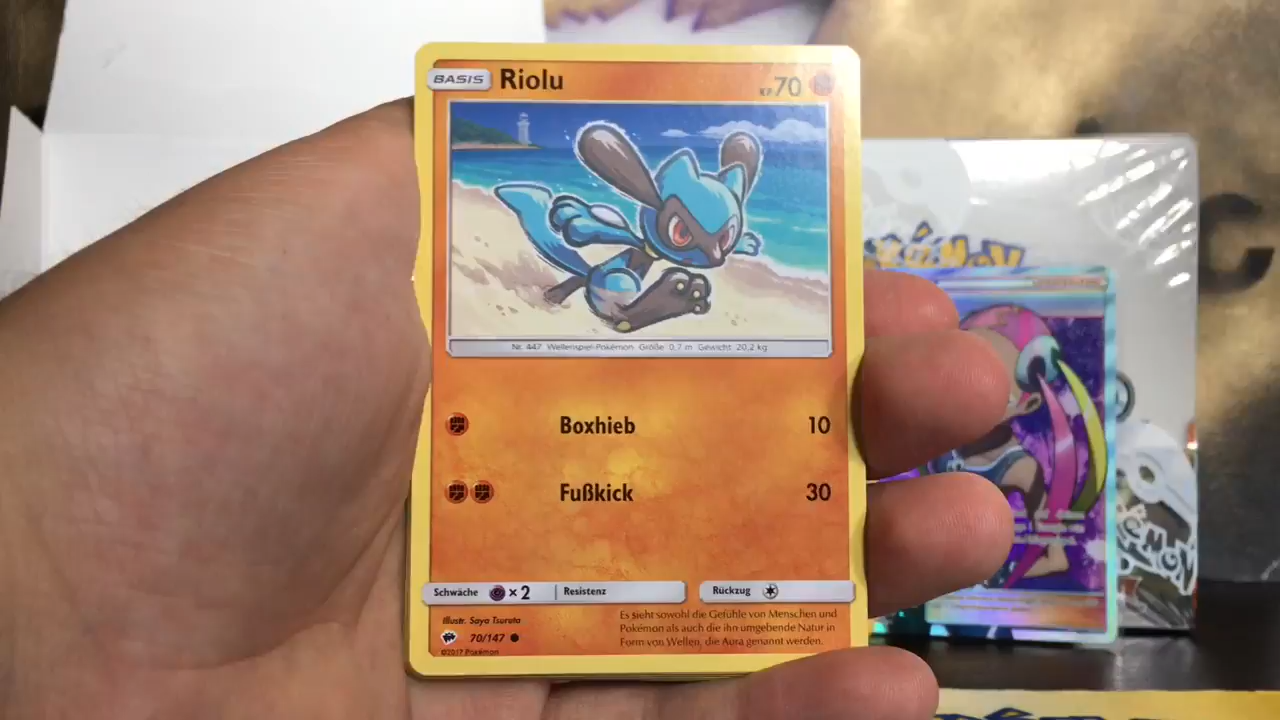 BASIS Riolu KP70
Nr. 447 Wellenspiel-Pokémon Größe 0,7 m Gewicht 20,2 kg
Boxhieb 10
Fußkick 30
Schwäche ×2 Resistenz Rückzug
Illustr. Saya Tsuruta
70/147
©2017 Pokémon
Es sieht sowohl die Gefühle von Menschen und
Pokémon als auch die ihn umgebende Natur in
Form von Wellen, die Aura genannt werden.
POKÉMON
C
POKÉMON